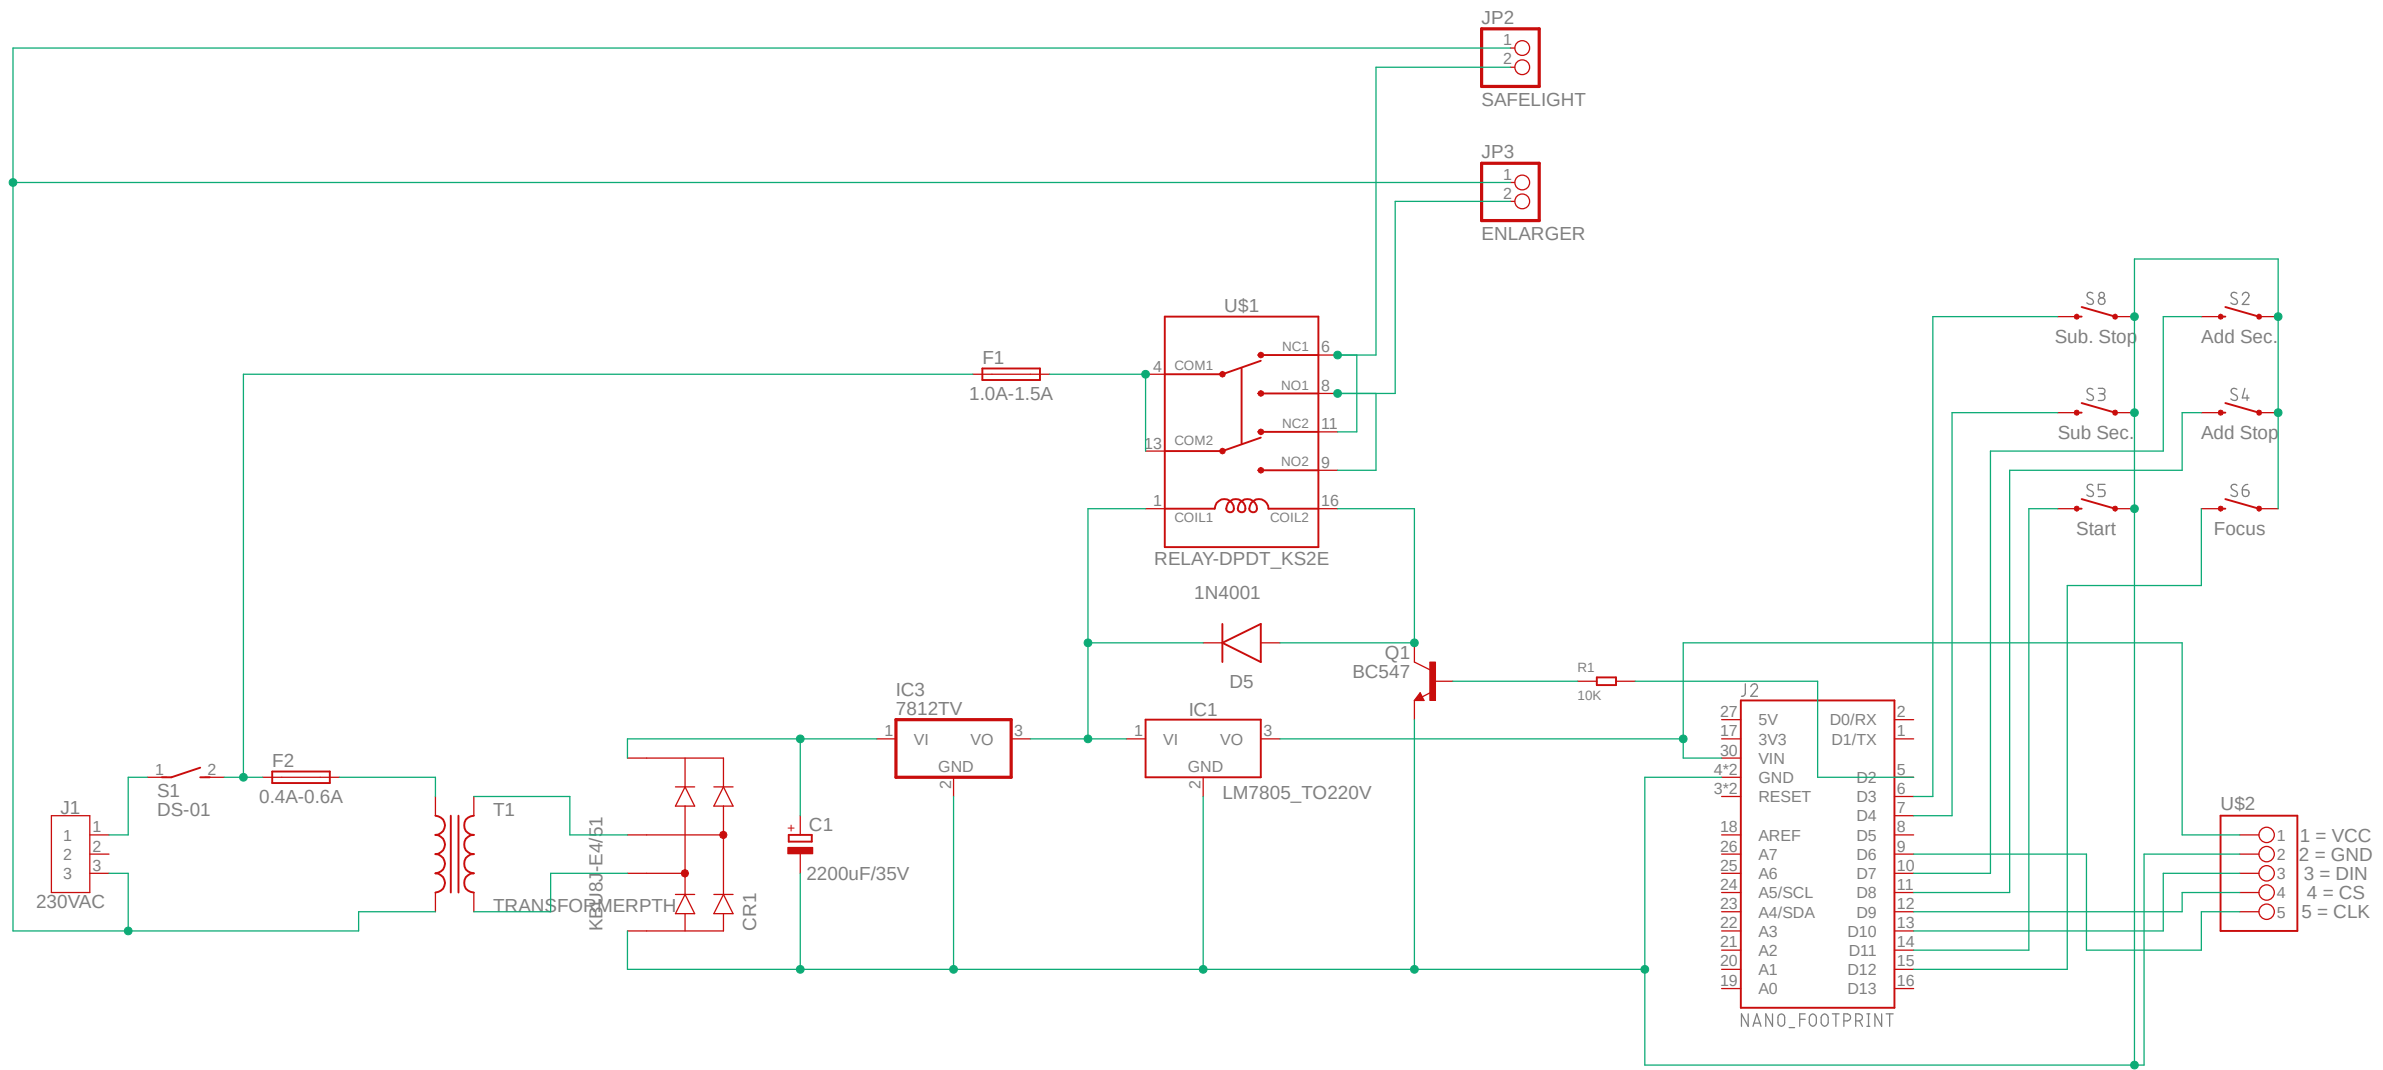 JP2
1
2
SAFELIGHT
JP3
1
2
ENLARGER
U$1
4 COM1
NC1 6
NO1 8
13 COM2
NC2 11
NO2 9
1 COIL1
COIL2 16
RELAY-DPDT_KS2E
F1
1.0A-1.5A
1N4001
D5
Q1
BC547
R1
10K
S8
Sub. Stop
S2
Add Sec.
S3
Sub Sec.
S4
Add Stop
S5
Start
S6
Focus
J1
1 1
2 2
3 3
230VAC
1 2
S1
DS-01
F2
0.4A-0.6A
T1
TRANSFORMERPTH
KBU8J-E4/51
CR1
+
C1
2200uF/35V
IC3
7812TV
1 VI VO 3
GND
2
IC1
1 VI VO 3
GND
2
LM7805_TO220V
J2
27 5V D0/RX 2
17 3V3 D1/TX 1
30 VIN
4*2 GND D2 5
3*2 RESET D3 6
D4 7
18 AREF D5 8
26 A7 D6 9
25 A6 D7 10
24 A5/SCL D8 11
23 A4/SDA D9 12
22 A3 D10 13
21 A2 D11 14
20 A1 D12 15
19 A0 D13 16
NANO_FOOTPRINT
U$2
1 1 = VCC
2 2 = GND
3 3 = DIN
4 4 = CS
5 5 = CLK